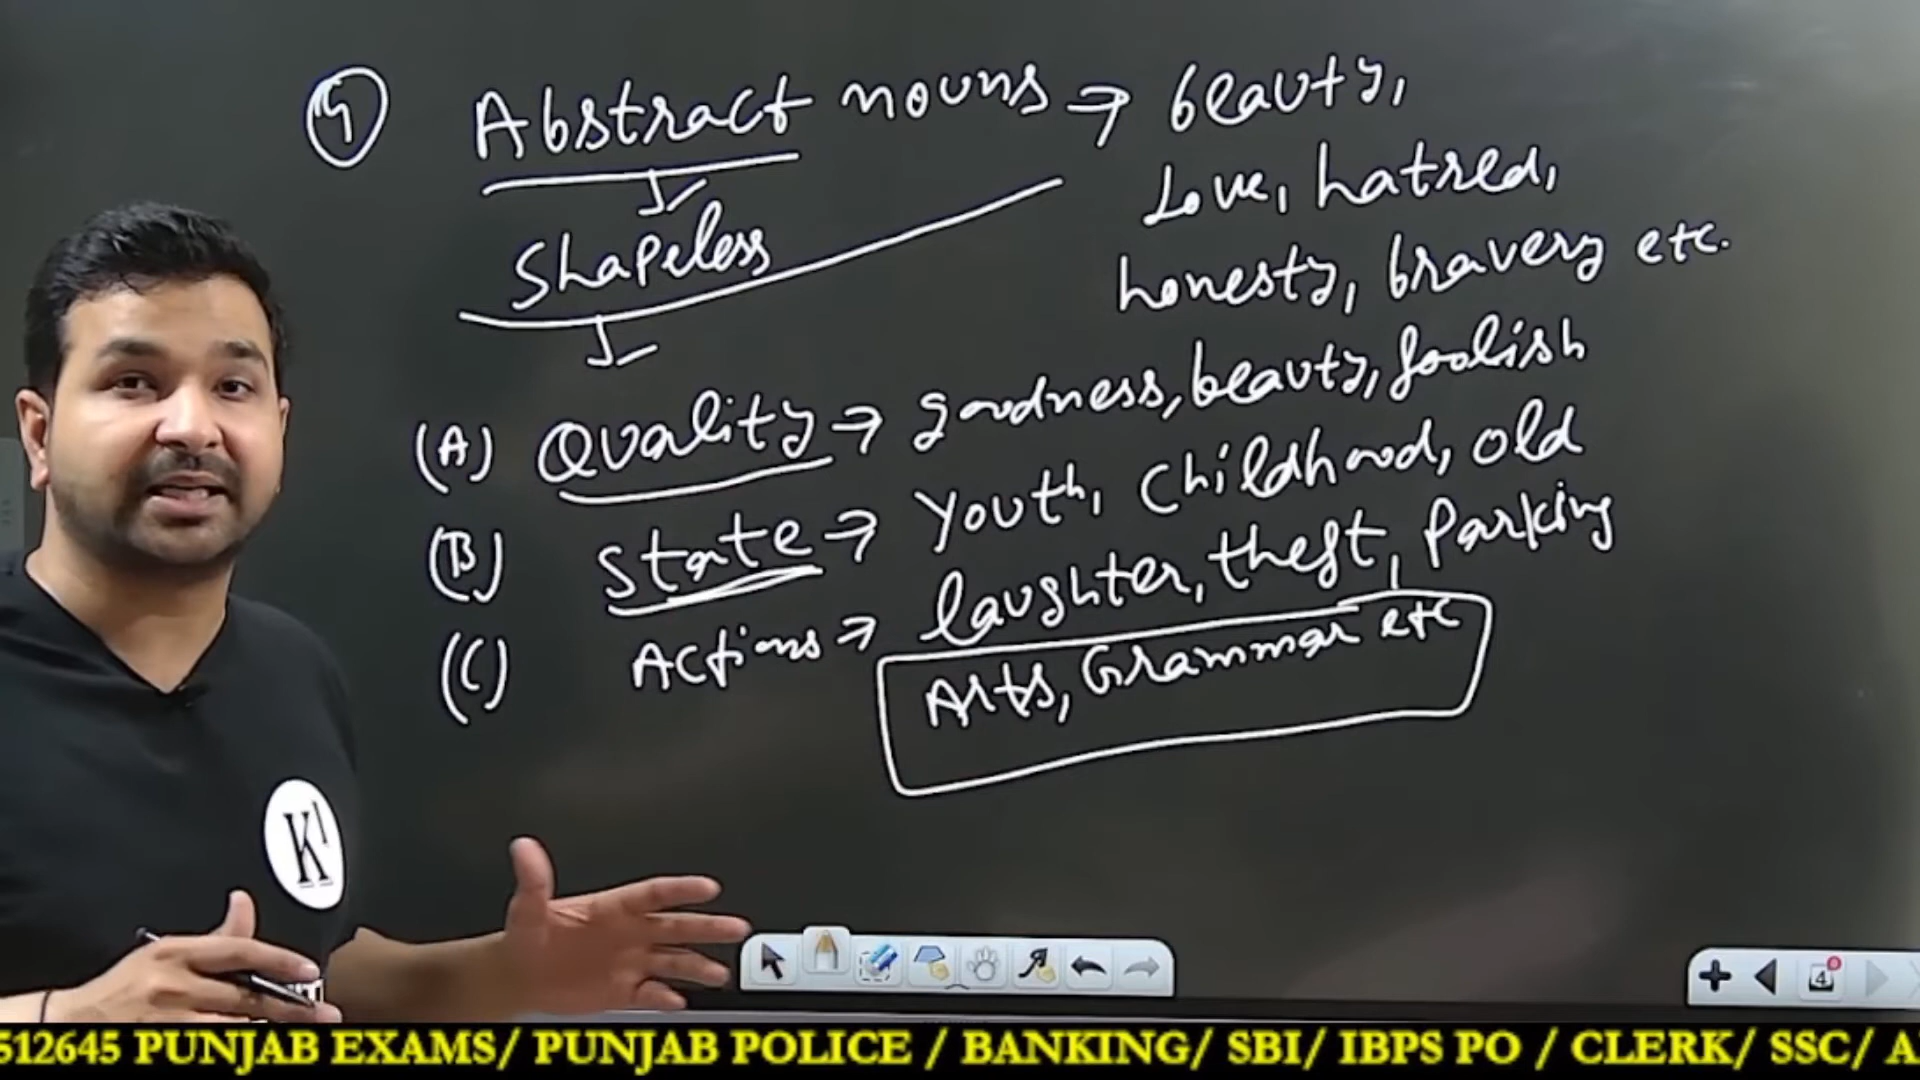 4 Abstract nouns → beauty,
Love, hatred,
Shapeless
honesty, bravery etc.
(A) Quality → goodness, beauty, foolish
(B) State → Youth, Childhood, old
(C) Actions → laughter, theft, Parking
Arts, Grammar etc
K
4
512645 PUNJAB EXAMS/ PUNJAB POLICE / BANKING/ SBI/ IBPS PO / CLERK/ SSC/ A